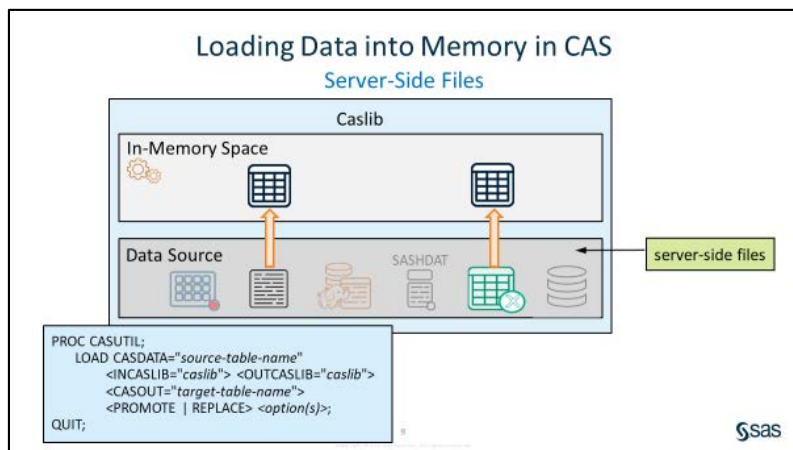 Loading Data into Memory in CAS
Server-Side Files
Caslib
In-Memory Space
Data Source
SASHDAT
server-side files
PROC CASUTIL;
LOAD CASDATA="source-table-name"
<INCASLIB="caslib"> <OUTCASLIB="caslib">
<CASOUT="target-table-name">
<PROMOTE | REPLACE> <option(s)>;
QUIT;
9
sas